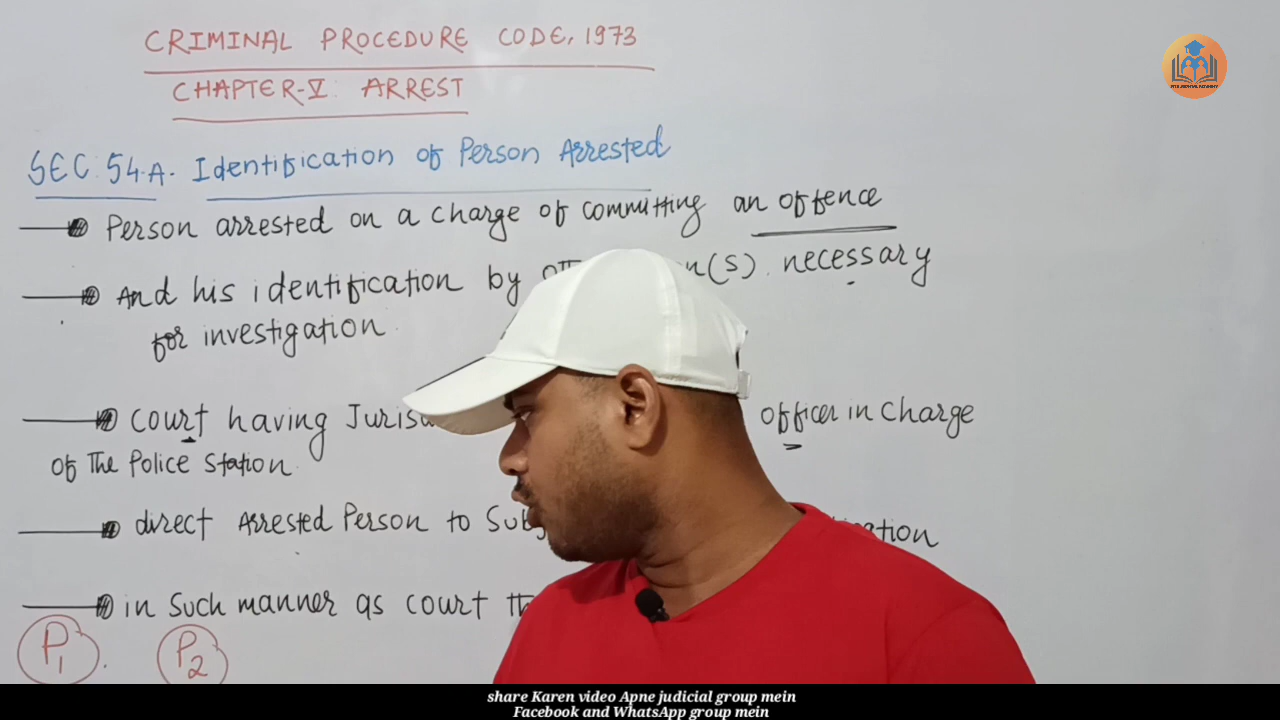 CRIMINAL PROCEDURE CODE, 1973
CHAPTER-V: ARREST
SEC. 54.A. Identification of Person Arrested
Person arrested on a charge of committing an offence
And his identification by n(s). necessary
for investigation
court having officer in charge
of The Police Station.
direct Arrested Person to
in such manner as court
P1. P2
share Karen video Apne judicial group mein
Facebook and WhatsApp group mein